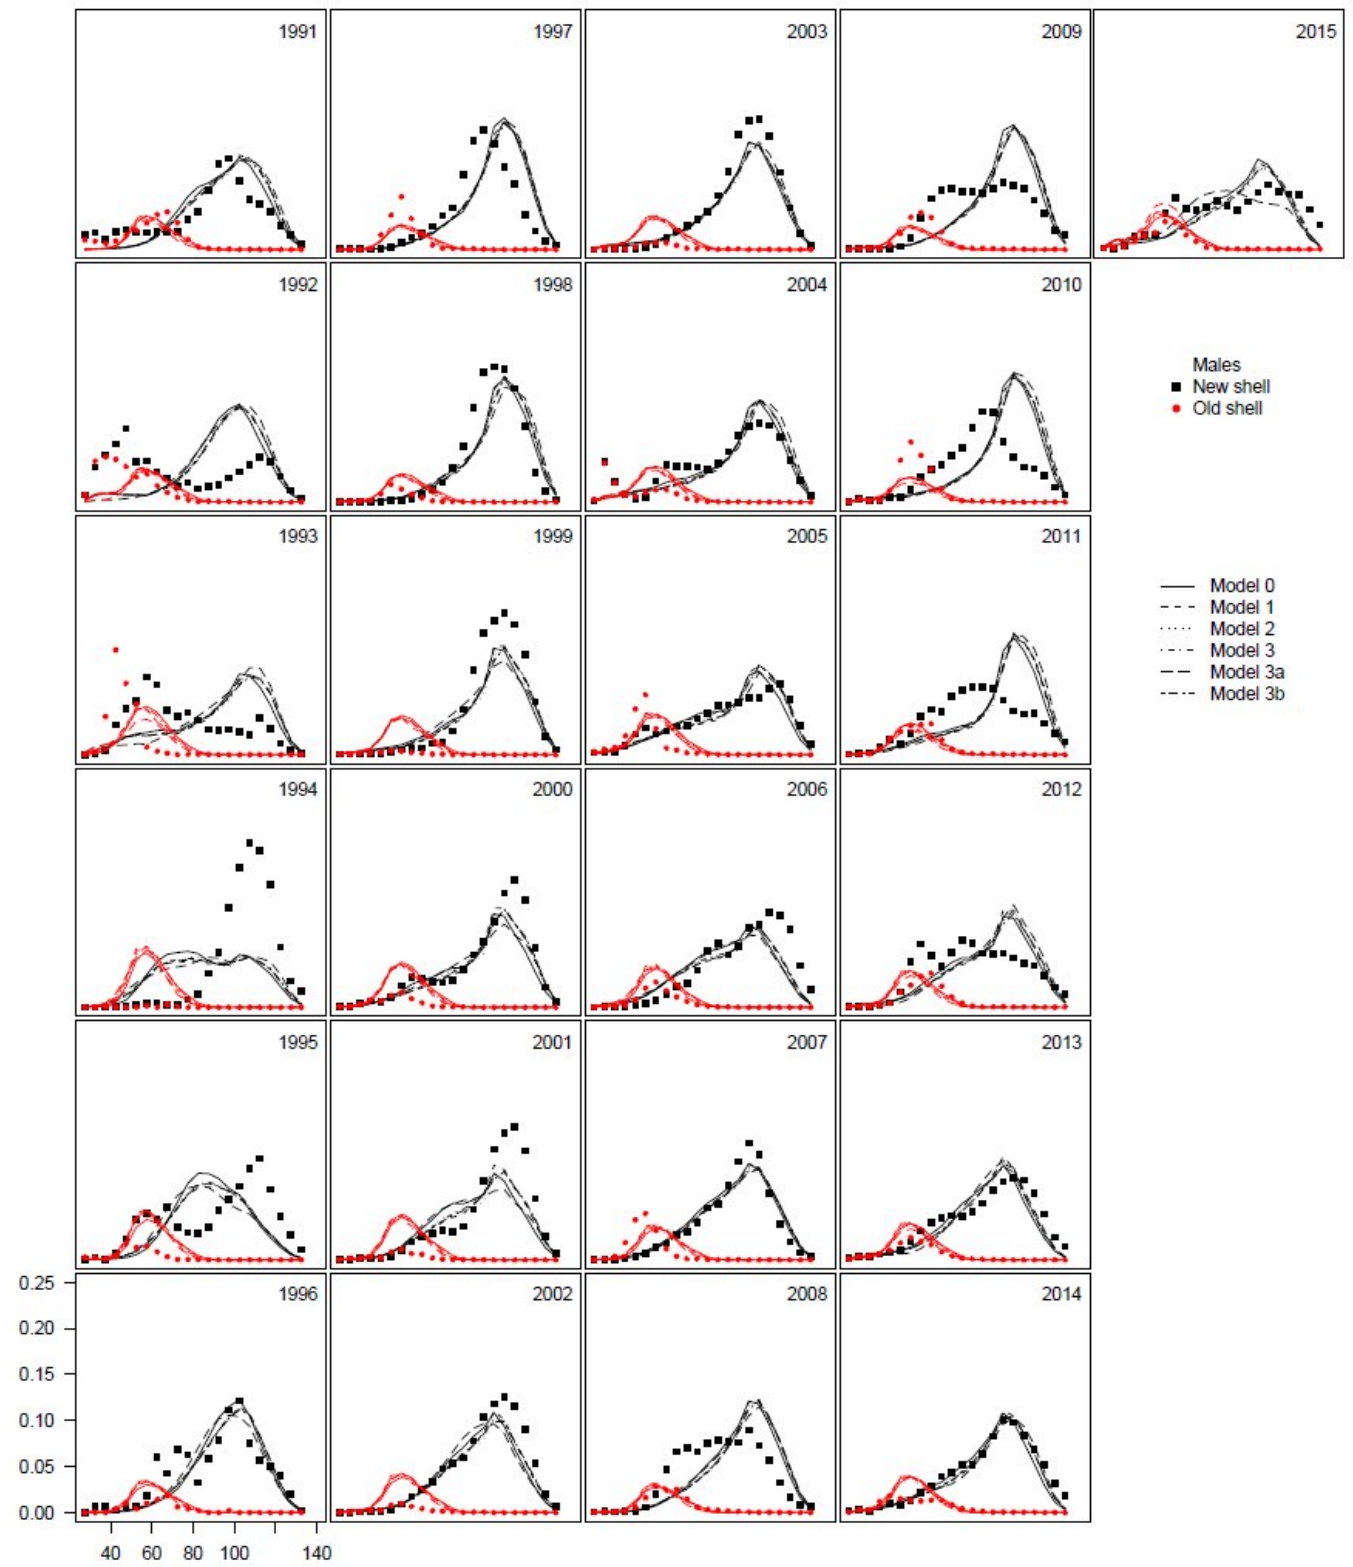 1991 1997 2003 2009 2015
1992 1998 2004 2010
Males
New shell
Old shell
1993 1999 2005 2011
Model 0
Model 1
Model 2
Model 3
Model 3a
Model 3b
1994 2000 2006 2012
1995 2001 2007 2013
1996 2002 2008 2014
0.25
0.20
0.15
0.10
0.05
0.00
40 60 80 100 140